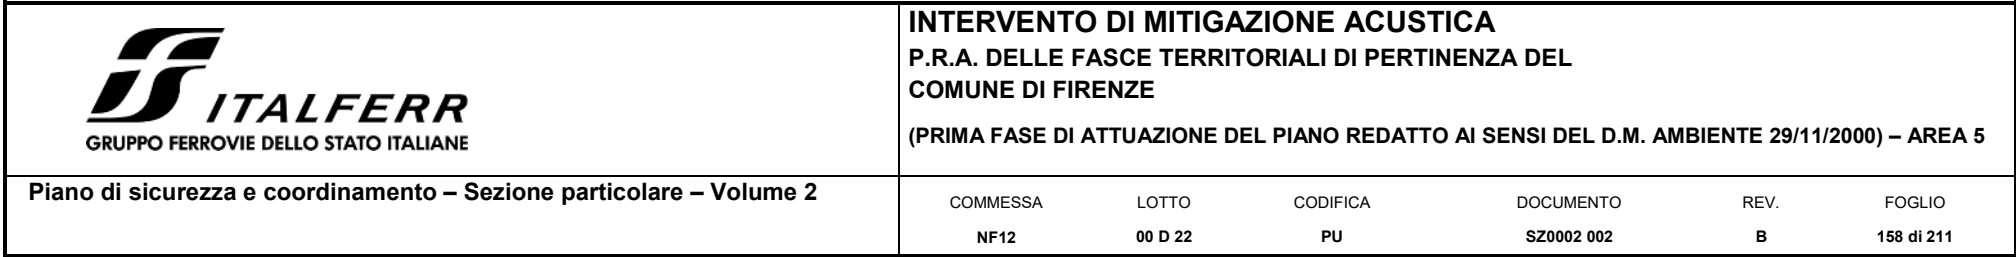 ITALFERR
GRUPPO FERROVIE DELLO STATO ITALIANE
INTERVENTO DI MITIGAZIONE ACUSTICA
P.R.A. DELLE FASCE TERRITORIALI DI PERTINENZA DEL
COMUNE DI FIRENZE
(PRIMA FASE DI ATTUAZIONE DEL PIANO REDATTO AI SENSI DEL D.M. AMBIENTE 29/11/2000) – AREA 5
Piano di sicurezza e coordinamento – Sezione particolare – Volume 2
COMMESSA LOTTO CODIFICA DOCUMENTO REV. FOGLIO
NF12 00 D 22 PU SZ0002 002 B 158 di 211